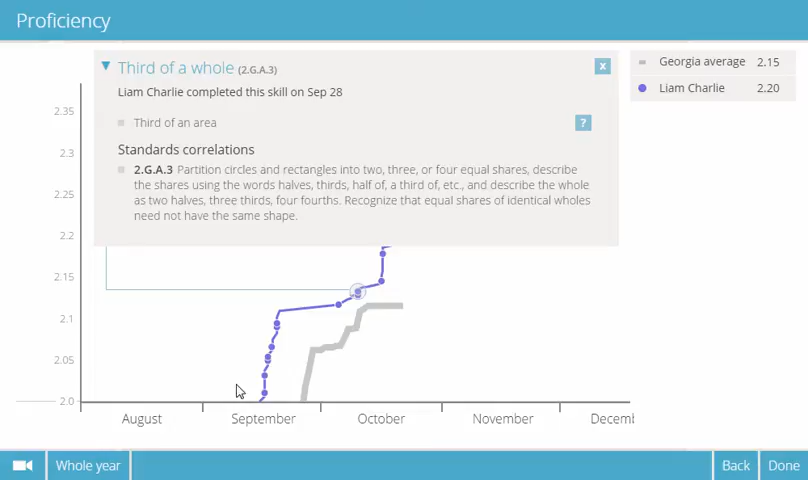 Proficiency
Third of a whole (2.G.A.3)
x
Liam Charlie completed this skill on Sep 28
Third of an area
?
Standards correlations
2.G.A.3 Partition circles and rectangles into two, three, or four equal shares, describe
the shares using the words halves, thirds, half of, a third of, etc., and describe the whole
as two halves, three thirds, four fourths. Recognize that equal shares of identical wholes
need not have the same shape.
Georgia average 2.15
Liam Charlie 2.20
2.35
2.3
2.25
2.2
2.15
2.1
2.05
2.0
August September October November Decemb
Whole year Back Done